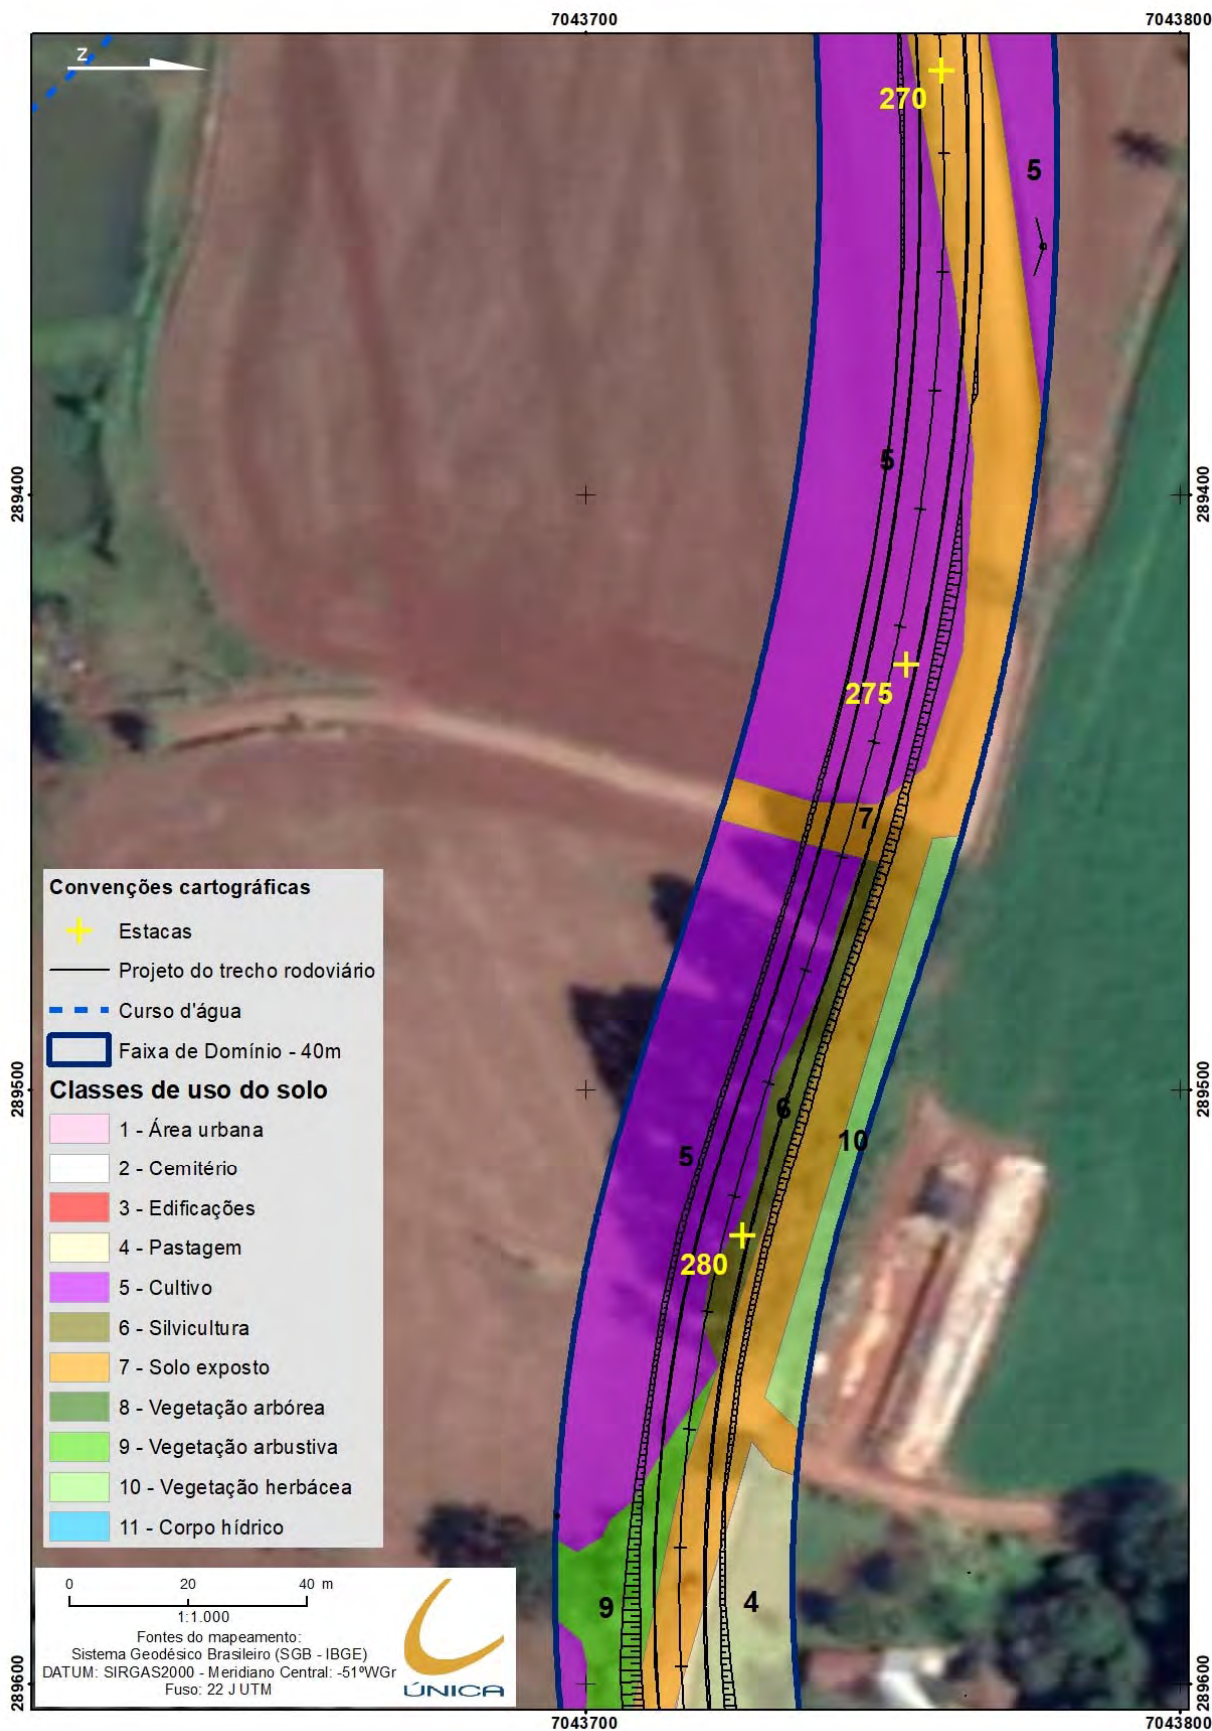 7043700
7043800
Z
270
5
5
289400
289400
275
7
Convenções cartográficas
Estacas
Projeto do trecho rodoviário
Curso d'água
Faixa de Domínio - 40m
Classes de uso do solo
1 - Área urbana
2 - Cemitério
3 - Edificações
4 - Pastagem
5 - Cultivo
6 - Silvicultura
7 - Solo exposto
8 - Vegetação arbórea
9 - Vegetação arbustiva
10 - Vegetação herbácea
11 - Corpo hídrico
289500
289500
6
10
5
280
9
4
0 20 40 m
1:1.000
Fontes do mapeamento:
Sistema Geodésico Brasileiro (SGB - IBGE)
DATUM: SIRGAS2000 - Meridiano Central: -51ºWGr
Fuso: 22 J UTM
ÚNICA
289600
289600
7043700
7043800